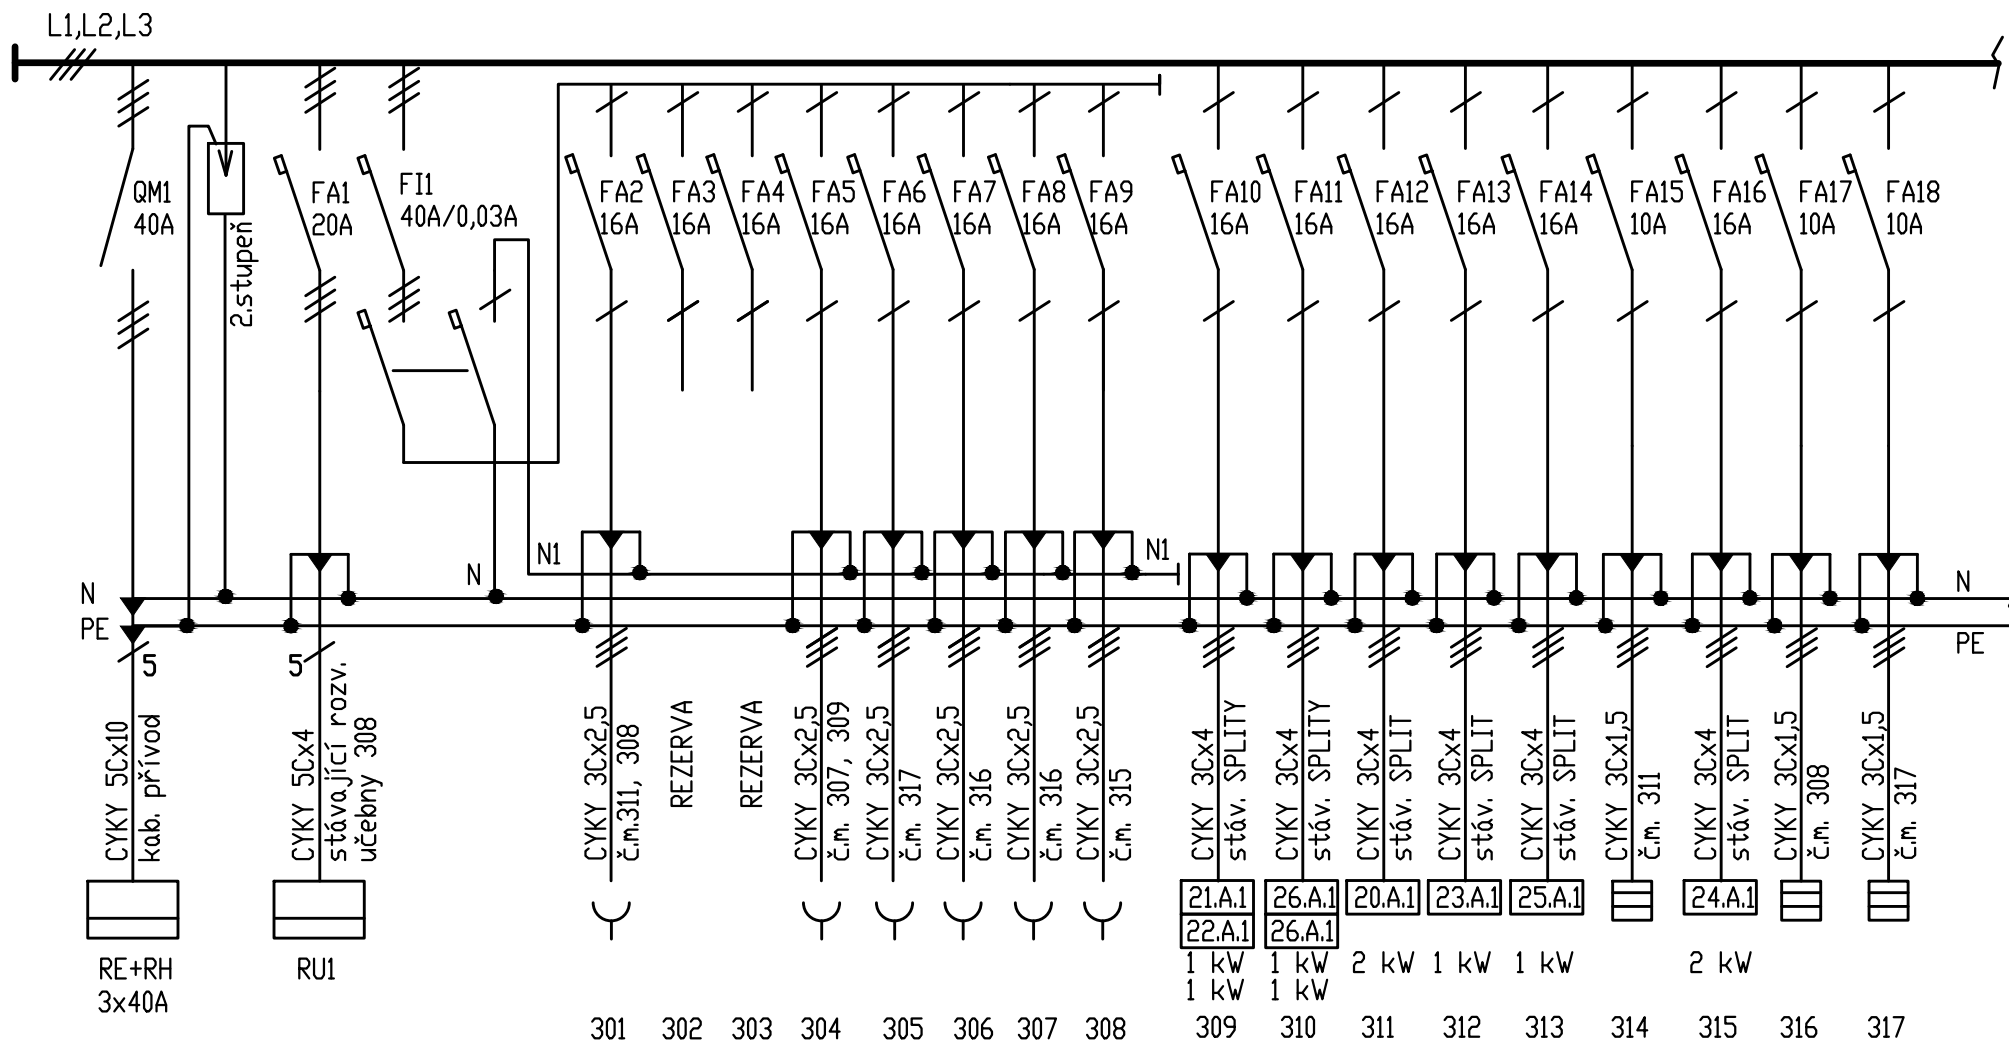 L1,L2,L3
QM1
40A
2.stupeň
FA1
20A
FI1
40A/0,03A
FA2
16A
FA3
16A
FA4
16A
FA5
16A
FA6
16A
FA7
16A
FA8
16A
FA9
16A
FA10
16A
FA11
16A
FA12
16A
FA13
16A
FA14
16A
FA15
10A
FA16
16A
FA17
10A
FA18
10A
N1
N1
N
N
N
PE
PE
5
5
CYKY 5Cx10
kab. přívod
CYKY 5Cx4
stávající rozv.
učebny 308
CYKY 3Cx2,5
č.m.311, 308
REZERVA
REZERVA
CYKY 3Cx2,5
č.m. 307, 309
CYKY 3Cx2,5
č.m. 317
CYKY 3Cx2,5
č.m. 316
CYKY 3Cx2,5
č.m. 316
CYKY 3Cx2,5
č.m. 315
CYKY 3Cx4
stáv. SPLITY
CYKY 3Cx4
stáv. SPLITY
CYKY 3Cx4
stáv. SPLIT
CYKY 3Cx4
stáv. SPLIT
CYKY 3Cx4
stáv. SPLIT
CYKY 3Cx1,5
č.m. 311
CYKY 3Cx4
stáv. SPLIT
CYKY 3Cx1,5
č.m. 308
CYKY 3Cx1,5
č.m. 317
RE+RH
3x40A
RU1
21.A.1
22.A.1
1 kW
1 kW
26.A.1
26.A.1
1 kW
1 kW
20.A.1
2 kW
23.A.1
1 kW
25.A.1
1 kW
24.A.1
2 kW
301 302 303 304 305 306 307 308 309 310 311 312 313 314 315 316 317